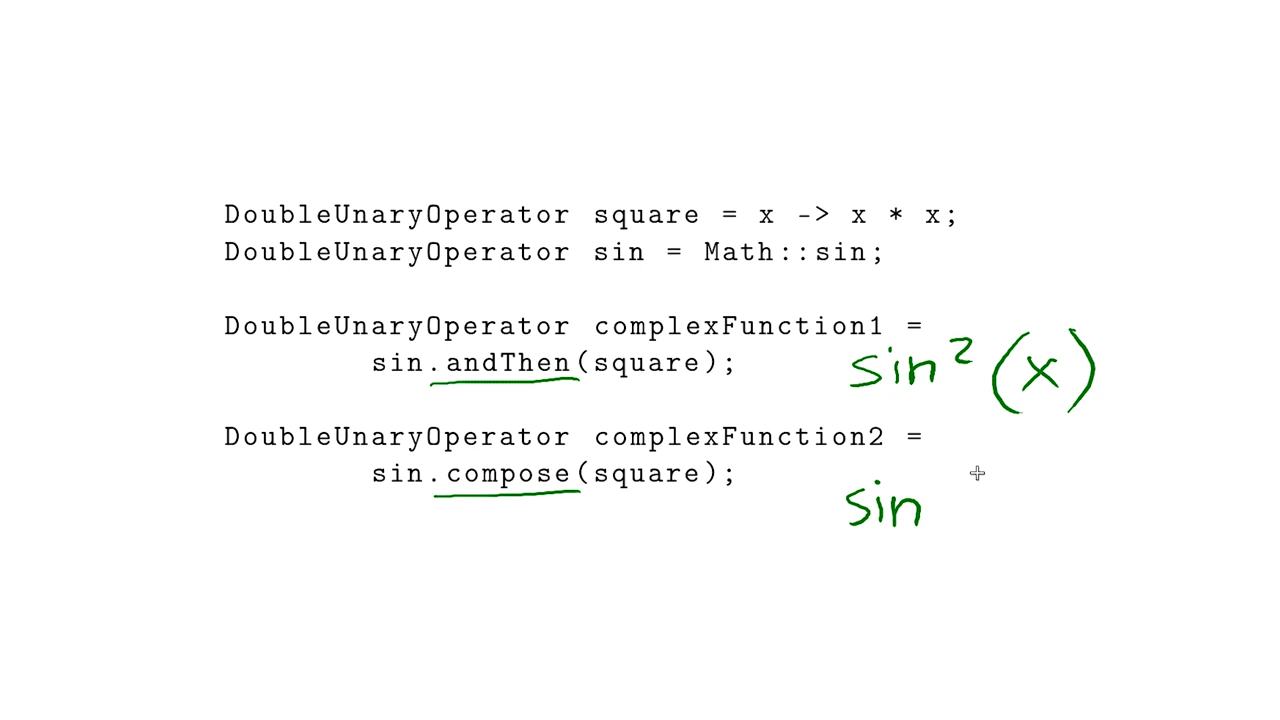 DoubleUnaryOperator square = x -> x * x;
DoubleUnaryOperator sin = Math::sin;
DoubleUnaryOperator complexFunction1 =
sin.andThen(square);
sin²(x)
DoubleUnaryOperator complexFunction2 =
sin.compose(square);
sin